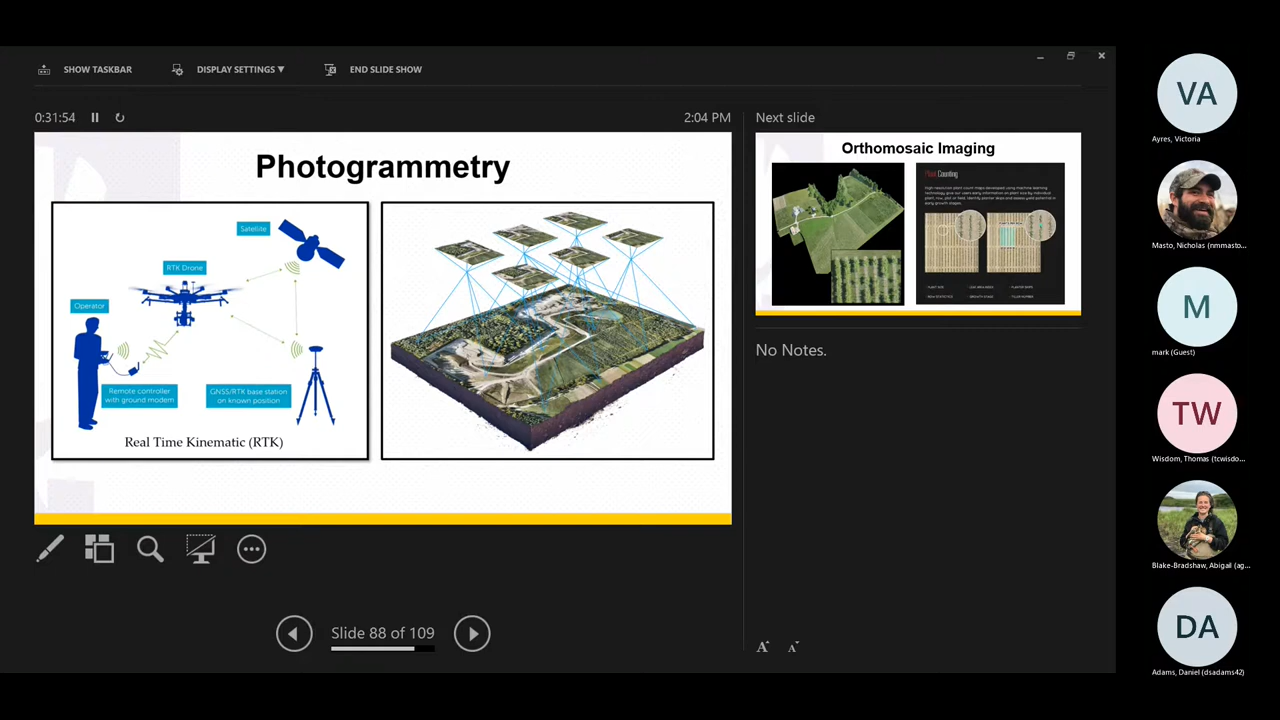 SHOW TASKBAR
DISPLAY SETTINGS ▼
END SLIDE SHOW
0:31:54
2:04 PM
Photogrammetry
Satellite
RTK Drone
Operator
Remote controller
with ground modem
GNSS/RTK base station
on known position
Real Time Kinematic (RTK)
Slide 88 of 109
Next slide
Orthomosaic Imaging
Plant Counting
No Notes.
A
A
VA
Ayres, Victoria
Masto, Nicholas (nmmasto...
M
mark (Guest)
TW
Wisdom, Thomas (tcwisdo...
Blake-Bradshaw, Abigail (ag...
DA
Adams, Daniel (dsadams42)